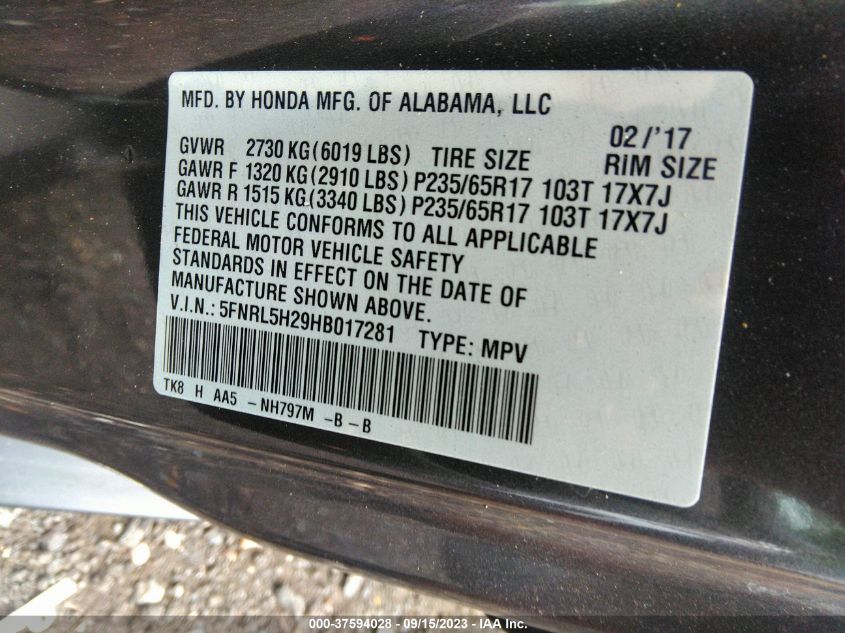 MFD. BY HONDA MFG. OF ALABAMA, LLC
02/'17
GVWR 2730 KG(6019 LBS) TIRE SIZE RIM SIZE
GAWR F 1320 KG(2910 LBS) P235/65R17 103T 17X7J
GAWR R 1515 KG(3340 LBS) P235/65R17 103T 17X7J
THIS VEHICLE CONFORMS TO ALL APPLICABLE
FEDERAL MOTOR VEHICLE SAFETY
STANDARDS IN EFFECT ON THE DATE OF
MANUFACTURE SHOWN ABOVE.
V.I.N.: 5FNRL5H29HB017281 TYPE: MPV
TK8 H AA5 -NH797M -B-B
000-37594028 - 09/15/2023 - IAA Inc.